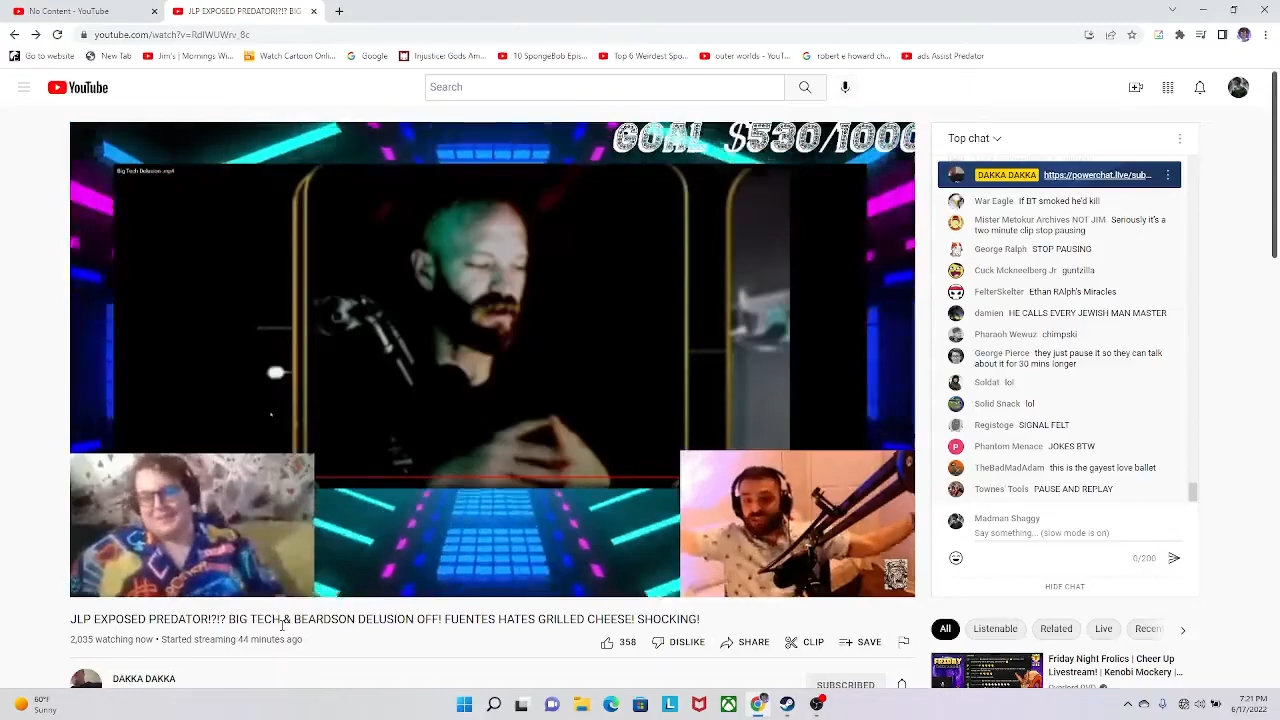 No Content - YouTube
JLP EXPOSED PREDATOR!?!? BIG
youtube.com/watch?v=RdIWUWrv_8c
Go to website
New Tab
Jim's | Mornings Wi...
Watch Cartoon Onli...
Google
Injustice: Gods Am...
10 SpongeBob Epis...
Top 6 Weirdest Spo...
outer worlds - YouT...
robert e howard ch...
ads Assist Predator
YouTube
Search
GOAL $530/1000
Big Tech Delusion .mp4
Top chat
DAKKA DAKKA https://powerchat.live/sub...
War Eagle If BT smoked he'd kill
Mister Metokur Archives NOT JIM Seriously it's a
two minute clip stop pausing
George Ralph STOP PAUSING
Cuck Mckneelberg Jr guntzilla
FelterSkelter Ethan RAlph's Miracles
damien HE CALLS EVERY JEWISH MAN MASTER
Pharaoh Wewuz chimpski
George Pierce they just pause it so they can talk
about it for 30 mins longer
Soldat lol
Solid Snack lol
Registoge SIGNAL FELT
Phantom Menace JOKES BTW
TheBadMadAdam this is the gayest love ballet
Townes Tools PAUSE AND REPLAY
Madman Shaggy
Say something... (slow mode is on)
0/200
HIDE CHAT
JLP EXPOSED PREDATOR!?!? BIG TECH & BEARDSON DELUSION OFF! FUENTES HATES GRILLED CHEESE! SHOCKING!
2,035 watching now • Started streaming 44 minutes ago
358
DISLIKE
SHARE
CLIP
SAVE
All
Listenable
Related
Live
Recent
DAKKA DAKKA
SUBSCRIBED
FRIDAY
Friday Night Frolics |
Sunny
7:21 PM
6/17/2022